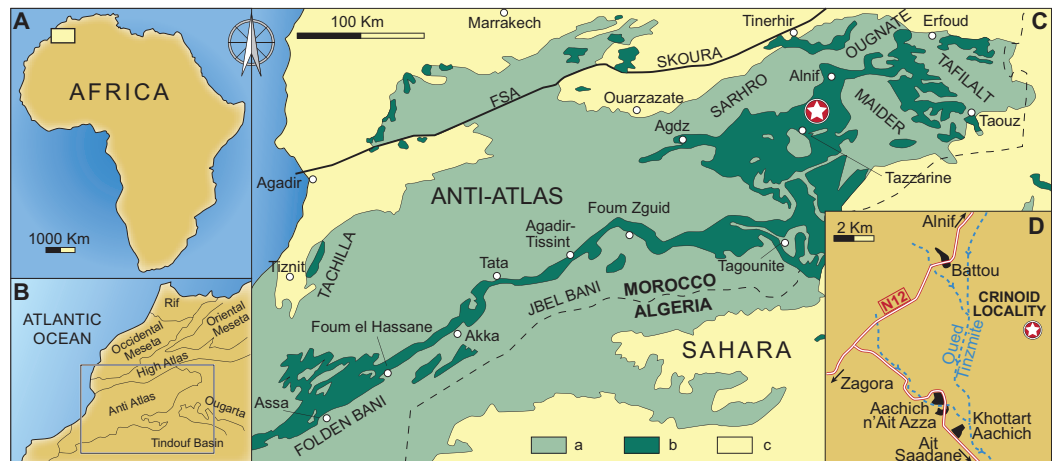 A
AFRICA
1000 Km
B
ATLANTIC
OCEAN
Rif
Occidental
Meseta
Oriental
Meseta
High Atlas
Anti Atlas
Ougarta
Tindouf Basin
C
100 Km
Marrakech
Tinerhir
Erfoud
OUGNATE
SKOURA
FSA
Alnif
TAFILALT
SARHRO
Ouarzazate
MAIDER
Agdz
Taouz
Agadir
Tazzarine
ANTI-ATLAS
Foum Zguid
Agadir-
Tissint
TACHILLA
Tiznit
Tata
Tagounite
JBEL BANI
MOROCCO
ALGERIA
Foum el Hassane
Akka
SAHARA
Assa
FOLDEN BANI
a
b
c
D
2 Km
Alnif
Battou
N12
CRINOID
LOCALITY
Oued
Tinzmite
Zagora
Aachich
n'Ait Azza
Khottart
Aachich
Ait
Saadane